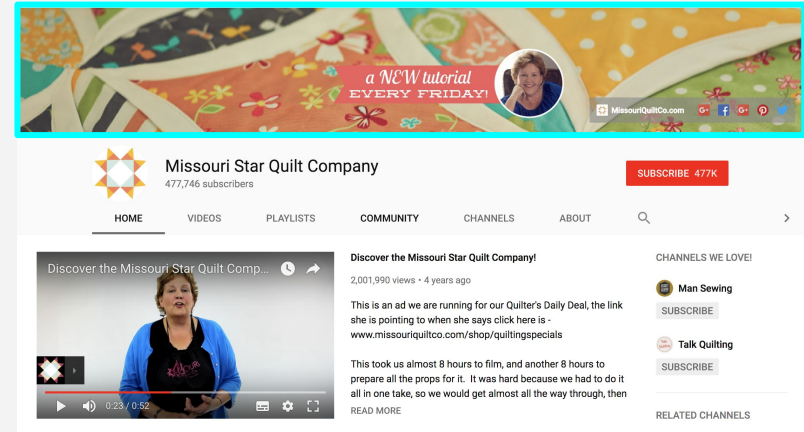 a NEW tutorial
EVERY FRIDAY!
MissouriQuiltCo.com
Missouri Star Quilt Company
477,746 subscribers
SUBSCRIBE 477K
HOME VIDEOS PLAYLISTS COMMUNITY CHANNELS ABOUT
Discover the Missouri Star Quilt Comp...
0:23 / 0:52
Discover the Missouri Star Quilt Company!
2,001,990 views • 4 years ago
This is an ad we are running for our Quilter's Daily Deal, the link
she is pointing to when she says click here is -
www.missouriquiltco.com/shop/quiltingspecials
This took us almost 8 hours to film, and another 8 hours to
prepare all the props for it. It was hard because we had to do it
all in one take, so we would get almost all the way through, then
READ MORE
CHANNELS WE LOVE!
Man Sewing
SUBSCRIBE
Talk Quilting
SUBSCRIBE
RELATED CHANNELS